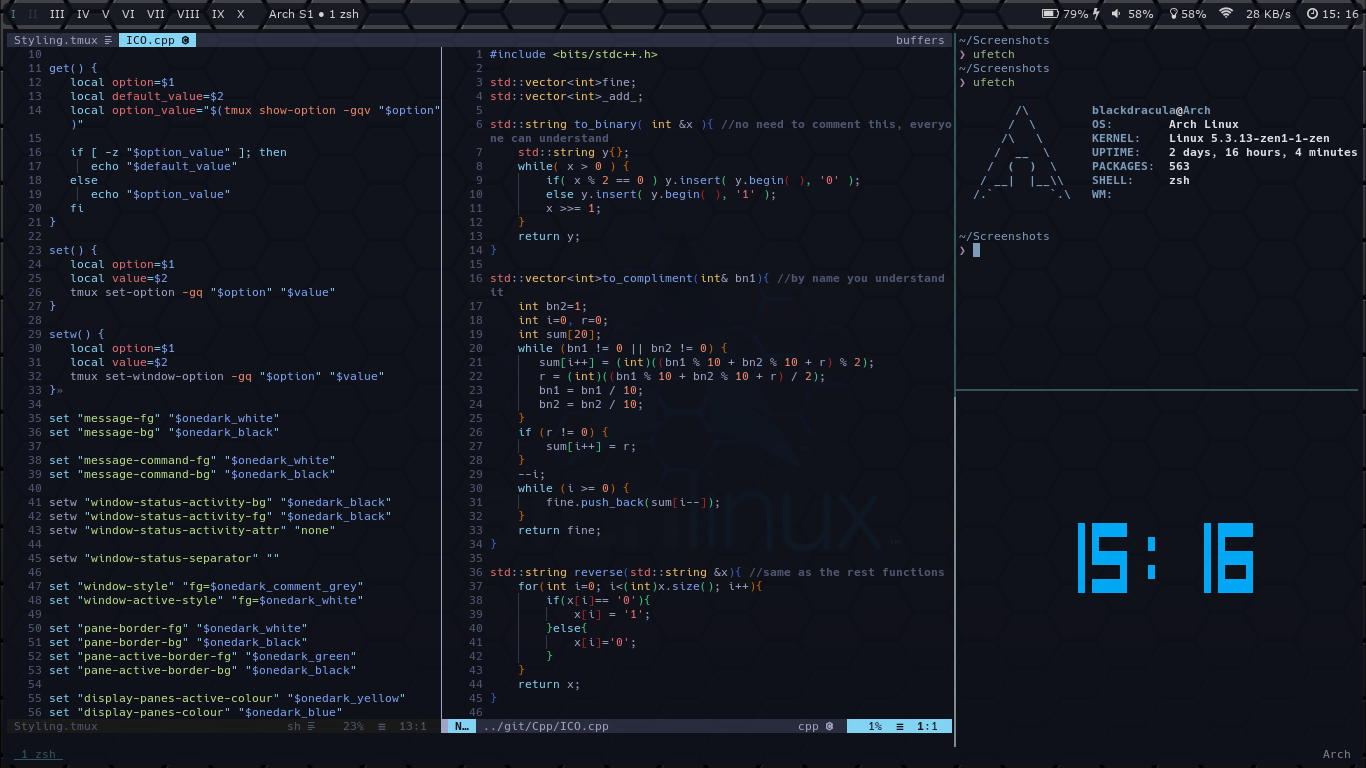 I II III IV V VI VII VIII IX X Arch S1 ● 1 zsh 79% 58% 58% 28 KB/s 15: 16
Styling.tmux ICO.cpp buffers
10
11 get() {
12 local option=$1
13 local default_value=$2
14 local option_value="$(tmux show-option -gqv "$option"
)"
15
16 if [ -z "$option_value" ]; then
17 echo "$default_value"
18 else
19 echo "$option_value"
20 fi
21 }
22
23 set() {
24 local option=$1
25 local value=$2
26 tmux set-option -gq "$option" "$value"
27 }
28
29 setw() {
30 local option=$1
31 local value=$2
32 tmux set-window-option -gq "$option" "$value"
33 }»
34
35 set "message-fg" "$onedark_white"
36 set "message-bg" "$onedark_black"
37
38 set "message-command-fg" "$onedark_white"
39 set "message-command-bg" "$onedark_black"
40
41 setw "window-status-activity-bg" "$onedark_black"
42 setw "window-status-activity-fg" "$onedark_black"
43 setw "window-status-activity-attr" "none"
44
45 setw "window-status-separator" ""
46
47 set "window-style" "fg=$onedark_comment_grey"
48 set "window-active-style" "fg=$onedark_white"
49
50 set "pane-border-fg" "$onedark_white"
51 set "pane-border-bg" "$onedark_black"
52 set "pane-active-border-fg" "$onedark_green"
53 set "pane-active-border-bg" "$onedark_black"
54
55 set "display-panes-active-colour" "$onedark_yellow"
56 set "display-panes-colour" "$onedark_blue"
Styling.tmux sh 23% ≡ 13:1
1 #include <bits/stdc++.h>
2
3 std::vector<int>fine;
4 std::vector<int>_add_;
5
6 std::string to_binary( int &x ){ //no need to comment this, everyo
ne can understand
7 std::string y{};
8 while( x > 0 ) {
9 if( x % 2 == 0 ) y.insert( y.begin( ), '0' );
10 else y.insert( y.begin( ), '1' );
11 x >>= 1;
12 }
13 return y;
14 }
15
16 std::vector<int>to_compliment(int& bn1){ //by name you understand
it
17 int bn2=1;
18 int i=0, r=0;
19 int sum[20];
20 while (bn1 != 0 || bn2 != 0) {
21 sum[i++] = (int)((bn1 % 10 + bn2 % 10 + r) % 2);
22 r = (int)((bn1 % 10 + bn2 % 10 + r) / 2);
23 bn1 = bn1 / 10;
24 bn2 = bn2 / 10;
25 }
26 if (r != 0) {
27 sum[i++] = r;
28 }
29 --i;
30 while (i >= 0) {
31 fine.push_back(sum[i--]);
32 }
33 return fine;
34 }
35
36 std::string reverse(std::string &x){ //same as the rest functions
37 for(int i=0; i<(int)x.size(); i++){
38 if(x[i]== '0'){
39 x[i] = '1';
40 }else{
41 x[i]='0';
42 }
43 }
44 return x;
45 }
46
N… ../git/Cpp/ICO.cpp cpp 1% ≡ 1:1
~/Screenshots
❯ ufetch
~/Screenshots
❯ ufetch
blackdracula@Arch
OS: Arch Linux
KERNEL: Linux 5.3.13-zen1-1-zen
UPTIME: 2 days, 16 hours, 4 minutes
PACKAGES: 563
SHELL: zsh
WM:
~/Screenshots
❯
15: 16
linux
1 zsh Arch